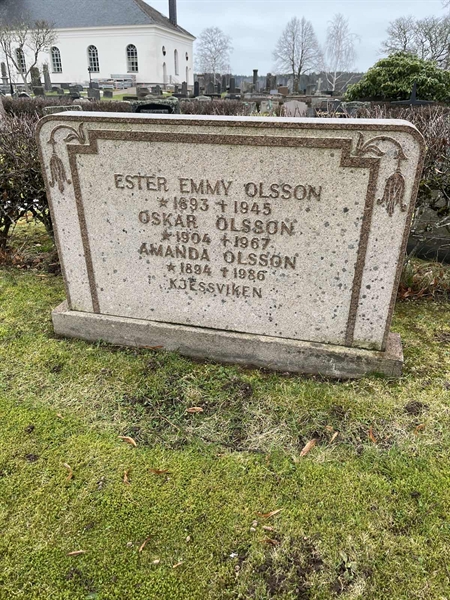 ESTER EMMY OLSSON
* 1893 † 1945
OSKAR OLSSON
* 1904 † 1967
AMANDA OLSSON
* 1894 † 1986
KJESSVIKEN